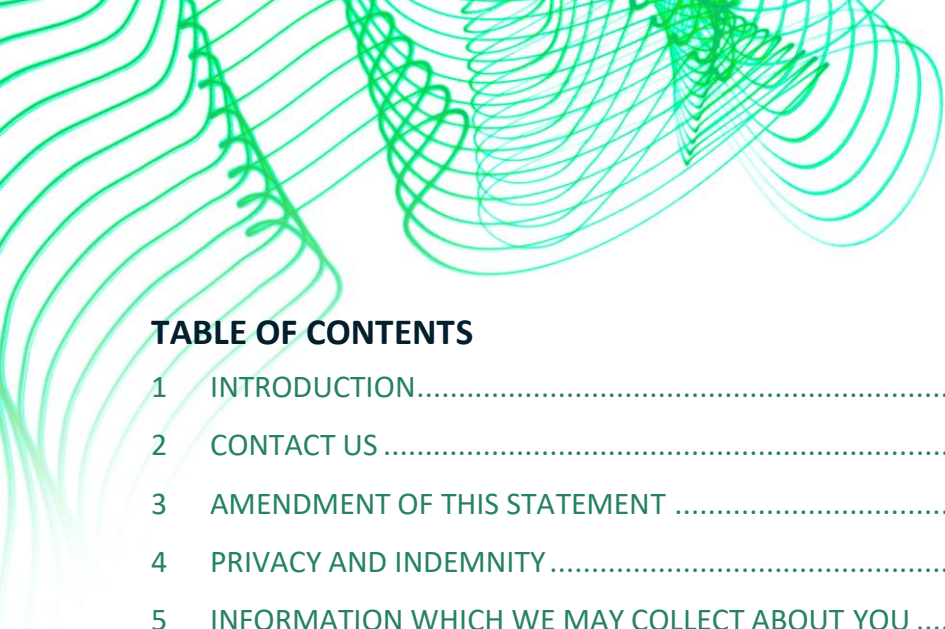 TABLE OF CONTENTS
1 INTRODUCTION................................................................
2 CONTACT US....................................................................
3 AMENDMENT OF THIS STATEMENT.................................
4 PRIVACY AND INDEMNITY................................................
5 INFORMATION WHICH WE MAY COLLECT ABOUT YOU....